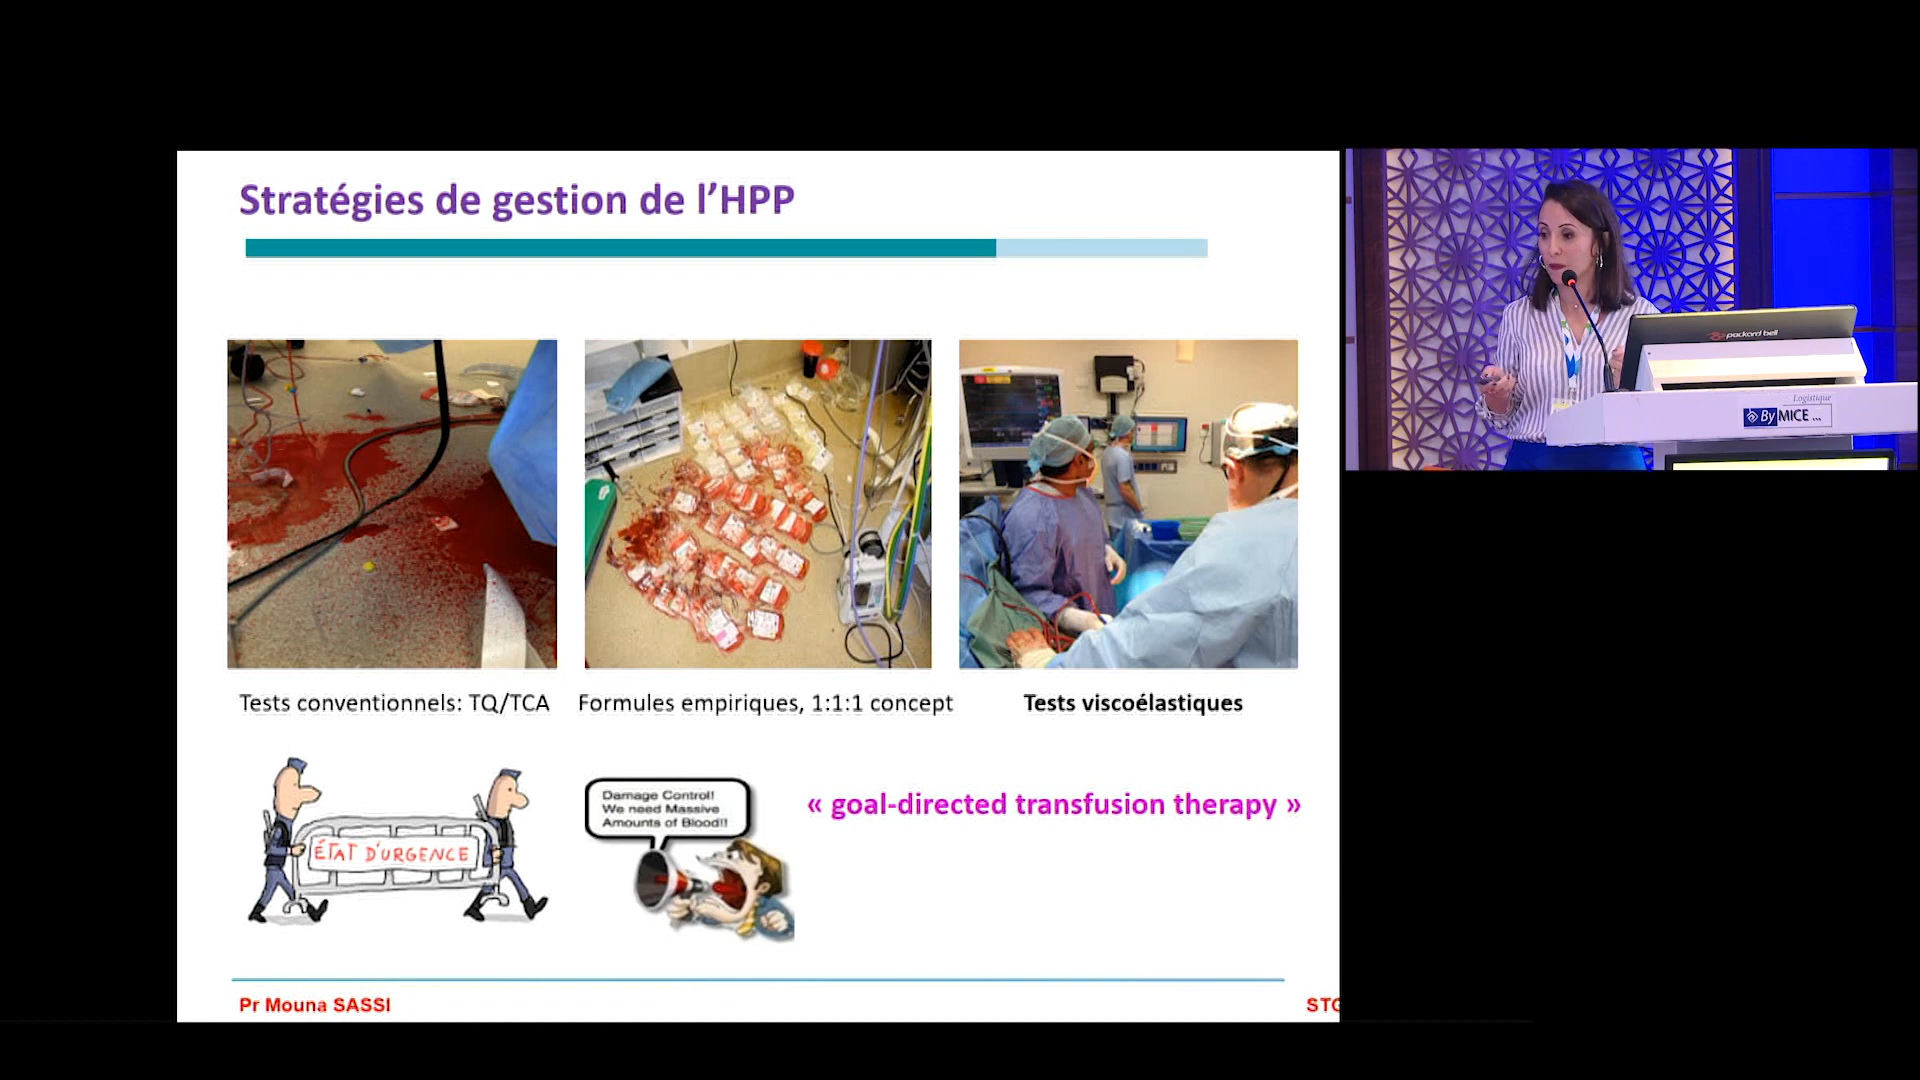 Stratégies de gestion de l’HPP
Tests conventionnels: TQ/TCA
Formules empiriques, 1:1:1 concept
Tests viscoélastiques
ÉTAT D'URGENCE
Damage Control!
We need Massive
Amounts of Blood!!
« goal-directed transfusion therapy »
Pr Mouna SASSI
packard bell
Logistique
By MICE ...